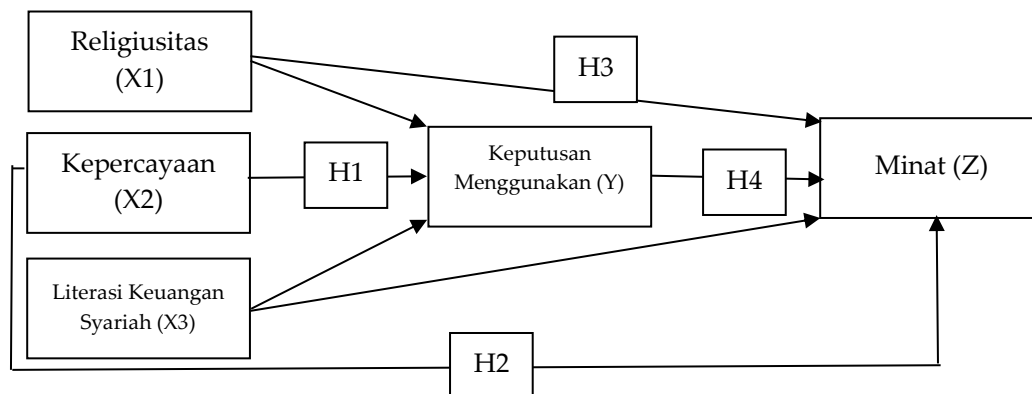 Religiusitas
(X1)
H3
Kepercayaan
(X2)
H1
Keputusan
Menggunakan (Y)
H4
Minat (Z)
Literasi Keuangan
Syariah (X3)
H2